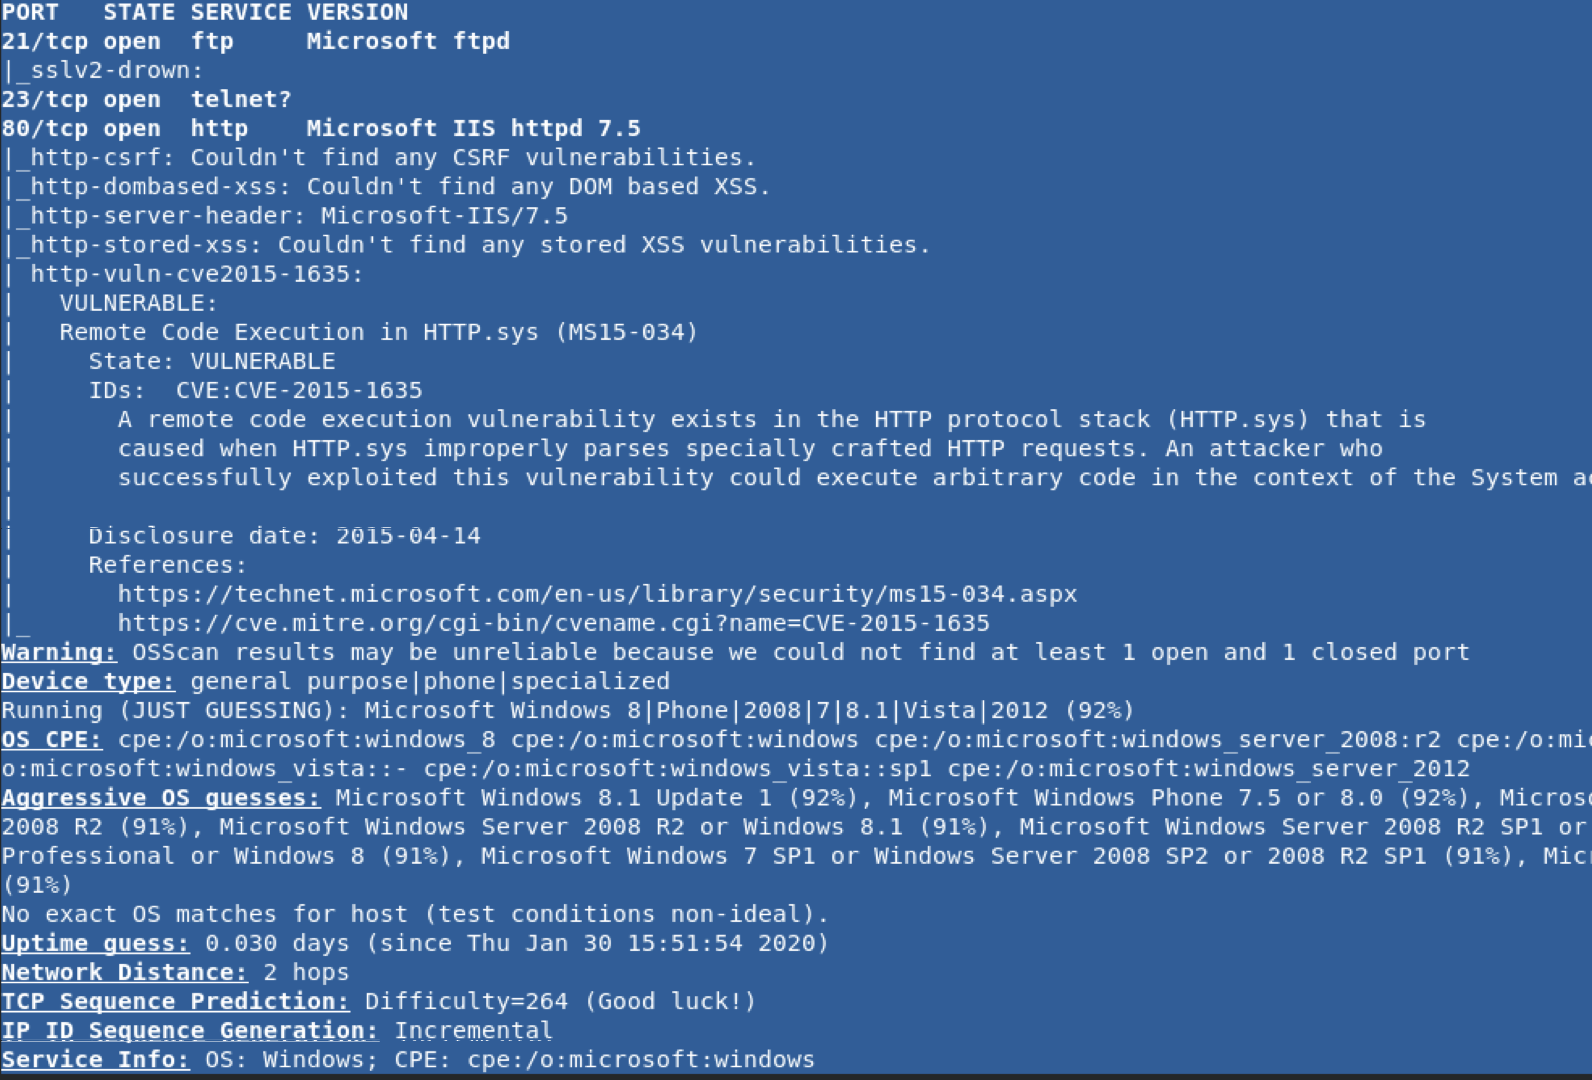 PORT   STATE SERVICE VERSION
21/tcp open  ftp     Microsoft ftpd
|_sslv2-drown:
23/tcp open  telnet?
80/tcp open  http    Microsoft IIS httpd 7.5
|_http-csrf: Couldn't find any CSRF vulnerabilities.
|_http-dombased-xss: Couldn't find any DOM based XSS.
|_http-server-header: Microsoft-IIS/7.5
|_http-stored-xss: Couldn't find any stored XSS vulnerabilities.
| http-vuln-cve2015-1635:
|   VULNERABLE:
|   Remote Code Execution in HTTP.sys (MS15-034)
|     State: VULNERABLE
|     IDs:  CVE:CVE-2015-1635
|       A remote code execution vulnerability exists in the HTTP protocol stack (HTTP.sys) that is
|       caused when HTTP.sys improperly parses specially crafted HTTP requests. An attacker who
|       successfully exploited this vulnerability could execute arbitrary code in the context of the System
|
|     Disclosure date: 2015-04-14
|     References:
|       https://technet.microsoft.com/en-us/library/security/ms15-034.aspx
|_      https://cve.mitre.org/cgi-bin/cvename.cgi?name=CVE-2015-1635
Warning: OSScan results may be unreliable because we could not find at least 1 open and 1 closed port
Device type: general purpose|phone|specialized
Running (JUST GUESSING): Microsoft Windows 8|Phone|2008|7|8.1|Vista|2012 (92%)
OS CPE: cpe:/o:microsoft:windows_8 cpe:/o:microsoft:windows cpe:/o:microsoft:windows_server_2008:r2 cpe:/o:mic
o:microsoft:windows_vista::- cpe:/o:microsoft:windows_vista::sp1 cpe:/o:microsoft:windows_server_2012
Aggressive OS guesses: Microsoft Windows 8.1 Update 1 (92%), Microsoft Windows Phone 7.5 or 8.0 (92%), Micros
2008 R2 (91%), Microsoft Windows Server 2008 R2 or Windows 8.1 (91%), Microsoft Windows Server 2008 R2 SP1 or
Professional or Windows 8 (91%), Microsoft Windows 7 SP1 or Windows Server 2008 SP2 or 2008 R2 SP1 (91%), Mic
(91%)
No exact OS matches for host (test conditions non-ideal).
Uptime guess: 0.030 days (since Thu Jan 30 15:51:54 2020)
Network Distance: 2 hops
TCP Sequence Prediction: Difficulty=264 (Good luck!)
IP ID Sequence Generation: Incremental
Service Info: OS: Windows; CPE: cpe:/o:microsoft:windows